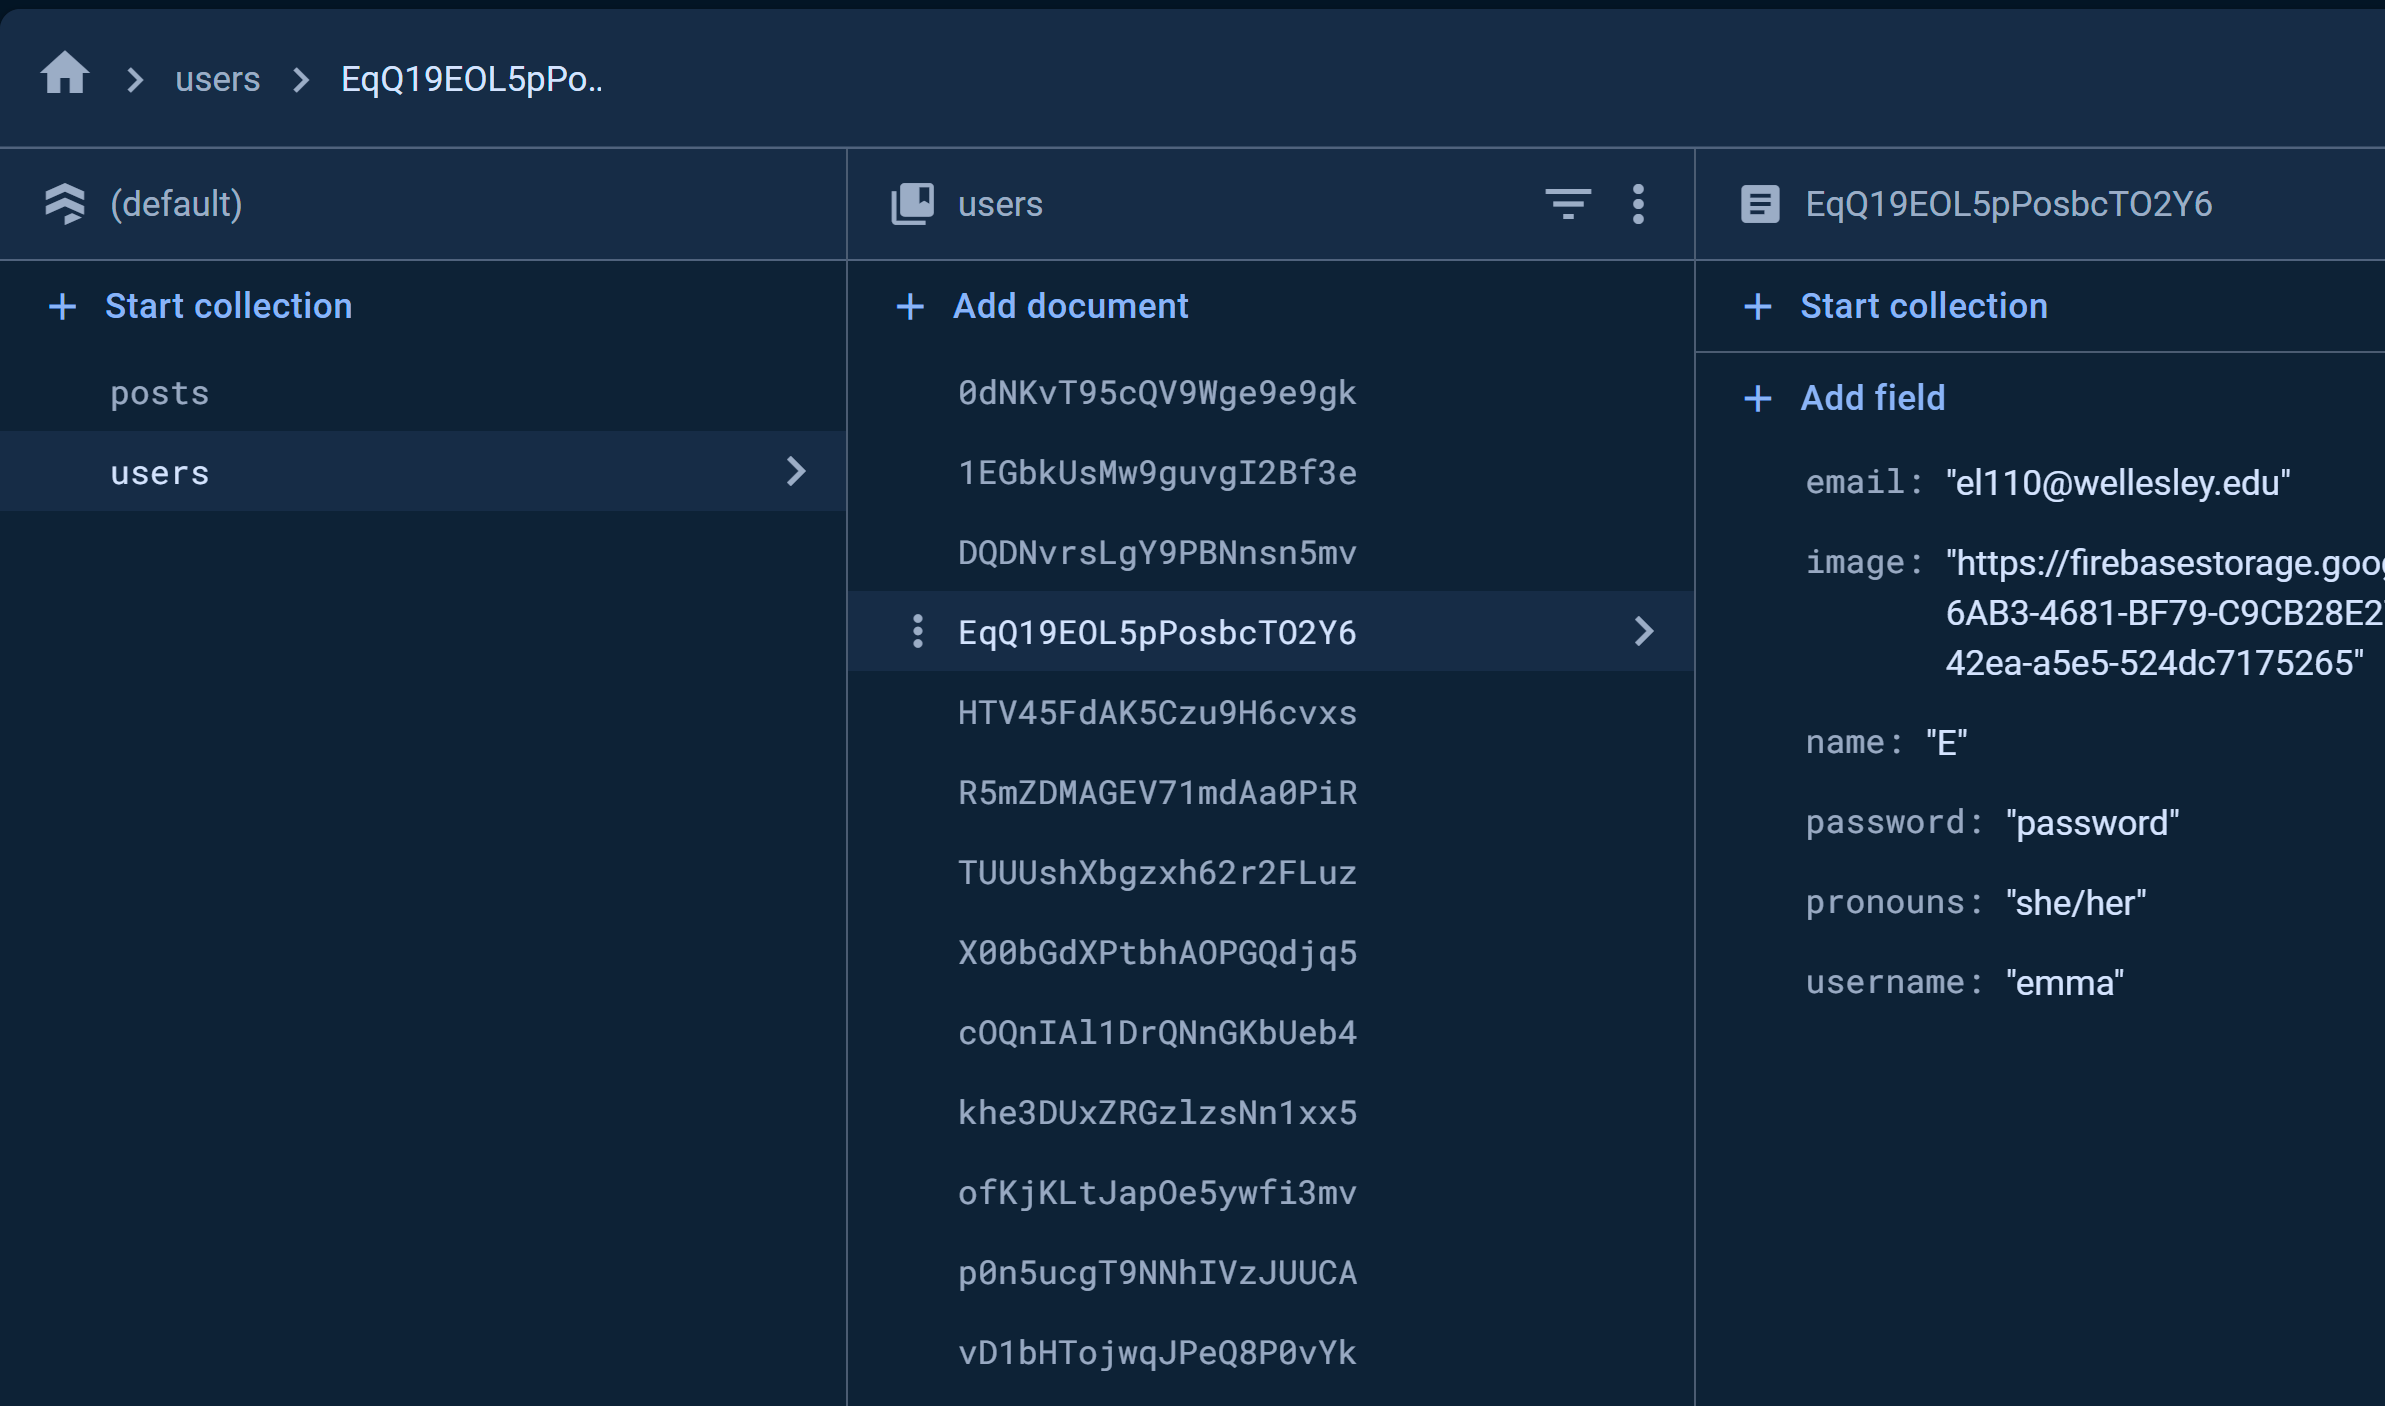 users EqQ19EOL5pPo..
(default)
Start collection
posts
users
users
Add document
0dNKvT95cQV9Wge9e9gk
1EGbkUsMw9guvgI2Bf3e
DQDNvrsLgY9PBNnsn5mv
EqQ19EOL5pPosbcTO2Y6
HTV45FdAK5Czu9H6cvxs
R5mZDMAGEV71mdAa0PiR
TUUUshXbgzxh62r2FLuz
X00bGdXPtbhAOPGQdjq5
cOQnIAl1DrQNnGKbUeb4
khe3DUxZRGzlzsNn1xx5
ofKjKLtJapOe5ywfi3mv
p0n5ucgT9NNhIVzJUUCA
vD1bHTojwqJPeQ8P0vYk
EqQ19EOL5pPosbcTO2Y6
Start collection
Add field
email: "el110@wellesley.edu"
image: "https://firebasestorage.goo
6AB3-4681-BF79-C9CB28E2
42ea-a5e5-524dc7175265"
name: "E"
password: "password"
pronouns: "she/her"
username: "emma"